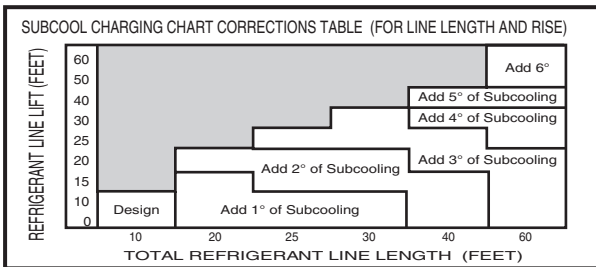 SUBCOOL CHARGING CHART CORRECTIONS TABLE (FOR LINE LENGTH AND RISE)
REFRIGERANT LINE LIFT (FEET)
60
Add 6°
50
40
Add 5° of Subcooling
30
Add 4° of Subcooling
25
20
Add 3° of Subcooling
15
Add 2° of Subcooling
10
Design
Add 1° of Subcooling
0
10 20 25 30 40 60
TOTAL REFRIGERANT LINE LENGTH (FEET)